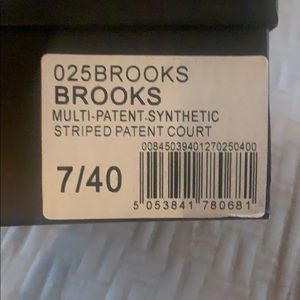 025BROOKS
BROOKS
MULTI-PATENT-SYNTHETIC
STRIPED PATENT COURT
00845039401270250400
7/40
5 053841 780681